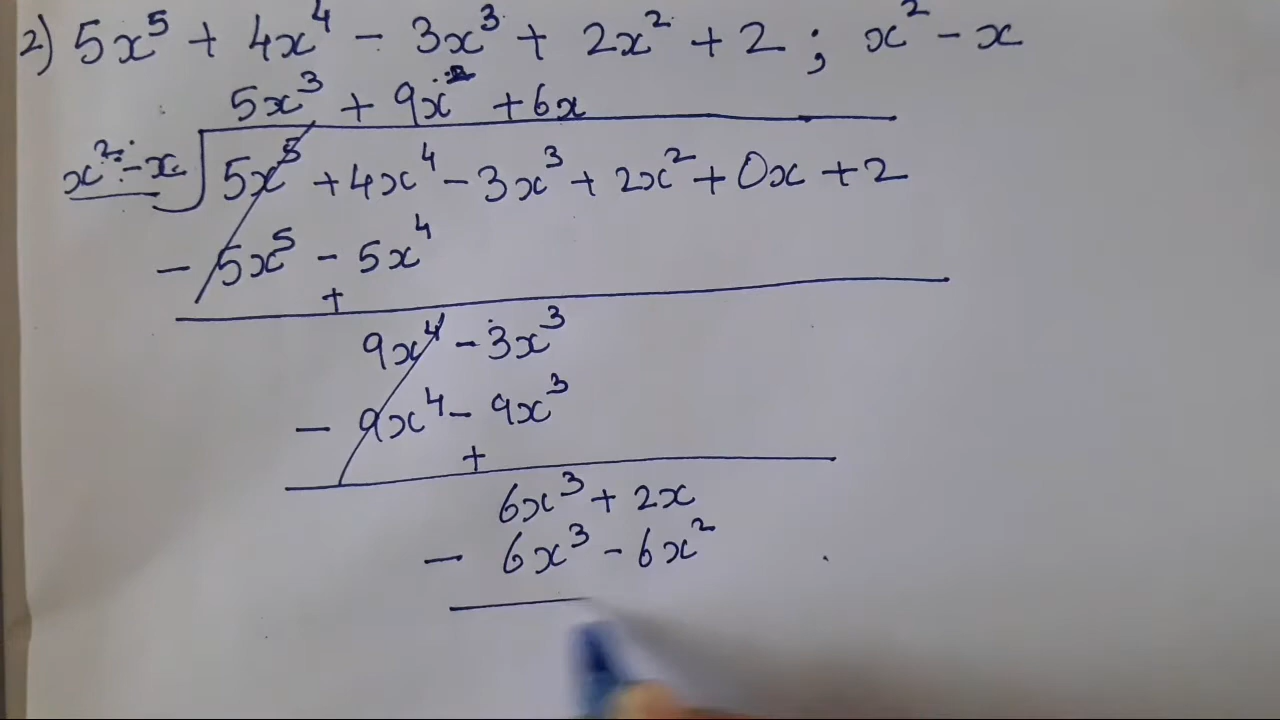 2) 5x⁵ + 4x⁴ - 3x³ + 2x² + 2 ; x² - x
5x³ + 9x² + 6x
x² - x 5x⁵ + 4x⁴ - 3x³ + 2x² + 0x + 2
- 5x⁵ - 5x⁴
+
9x⁴ - 3x³
- 9x⁴ - 9x³
+
6x³ + 2x
- 6x³ - 6x²